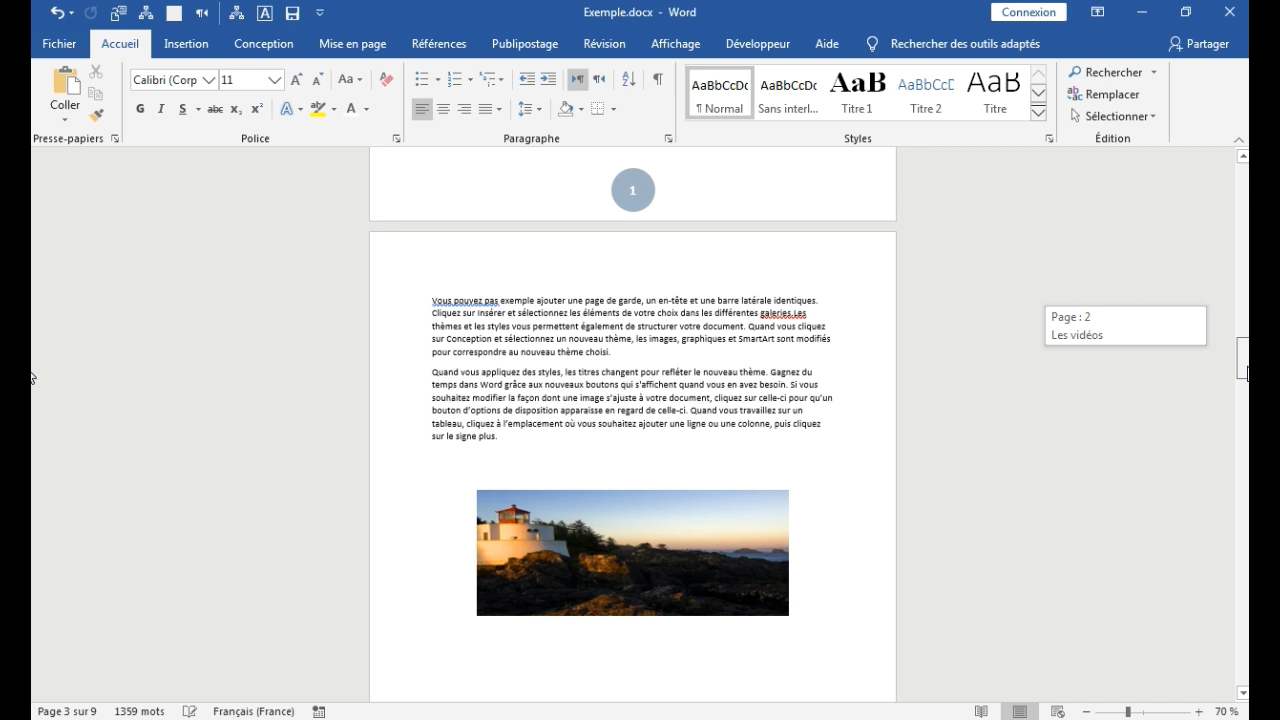 Exemple.docx - Word
Connexion
Fichier Accueil Insertion Conception Mise en page Références Publipostage Révision Affichage Développeur Aide Rechercher des outils adaptés Partager
Coller
Calibri (Corp 11
Aa
G I S abc x₂ x²
AaBbCcDc AaBbCcDc AaB AaBbCcD AaB
¶ Normal Sans interl... Titre 1 Titre 2 Titre
Rechercher
Remplacer
Sélectionner
Presse-papiers Police Paragraphe Styles Édition
1
Vous pouvez pas exemple ajouter une page de garde, un en-tête et une barre latérale identiques.
Cliquez sur Insérer et sélectionnez les éléments de votre choix dans les différentes galeries.Les
thèmes et les styles vous permettent également de structurer votre document. Quand vous cliquez
sur Conception et sélectionnez un nouveau thème, les images, graphiques et SmartArt sont modifiés
pour correspondre au nouveau thème choisi.
Quand vous appliquez des styles, les titres changent pour refléter le nouveau thème. Gagnez du
temps dans Word grâce aux nouveaux boutons qui s'affichent quand vous en avez besoin. Si vous
souhaitez modifier la façon dont une image s'ajuste à votre document, cliquez sur celle-ci pour qu'un
bouton d'options de disposition apparaisse en regard de celle-ci. Quand vous travaillez sur un
tableau, cliquez à l'emplacement où vous souhaitez ajouter une ligne ou une colonne, puis cliquez
sur le signe plus.
Page : 2
Les vidéos
Page 3 sur 9 1359 mots Français (France) 70 %